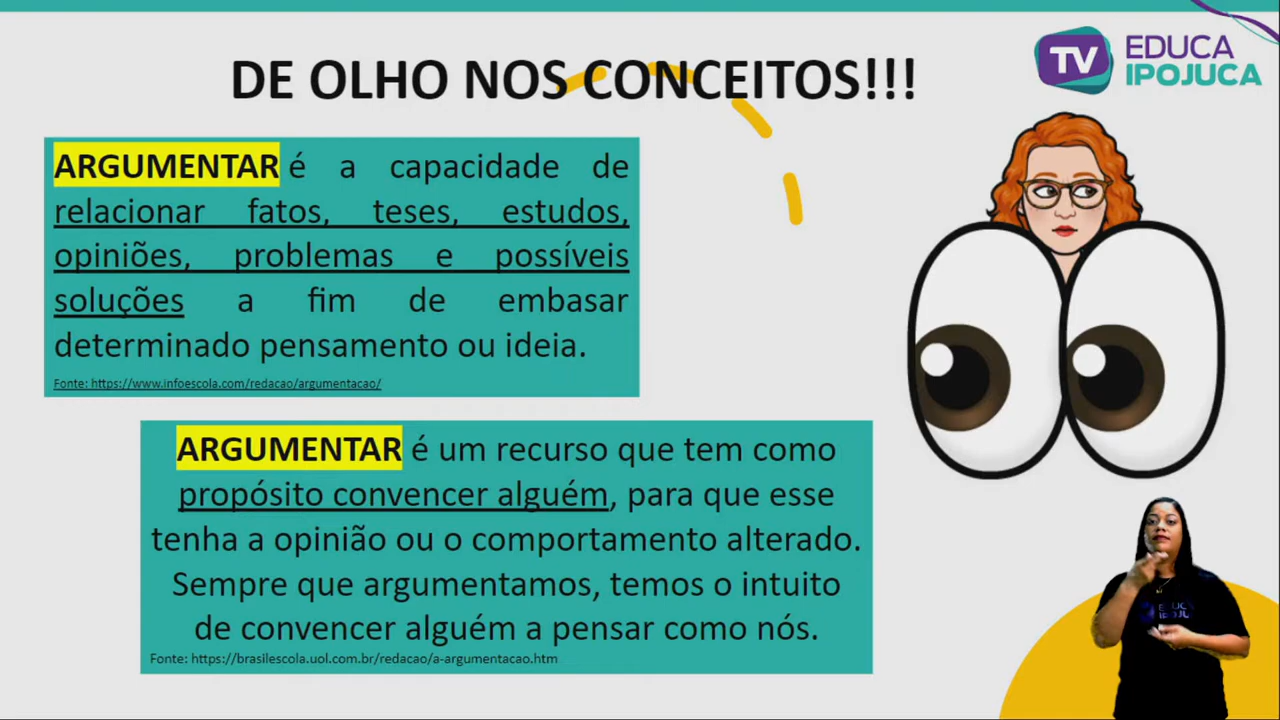 DE OLHO NOS CONCEITOS!!!
TV EDUCA
IPOJUCA
ARGUMENTAR é a capacidade de
relacionar fatos, teses, estudos,
opiniões, problemas e possíveis
soluções a fim de embasar
determinado pensamento ou ideia.
Fonte: https://www.infoescola.com/redacao/argumentacao/
ARGUMENTAR é um recurso que tem como
propósito convencer alguém, para que esse
tenha a opinião ou o comportamento alterado.
Sempre que argumentamos, temos o intuito
de convencer alguém a pensar como nós.
Fonte: https://brasilescola.uol.com.br/redacao/a-argumentacao.htm